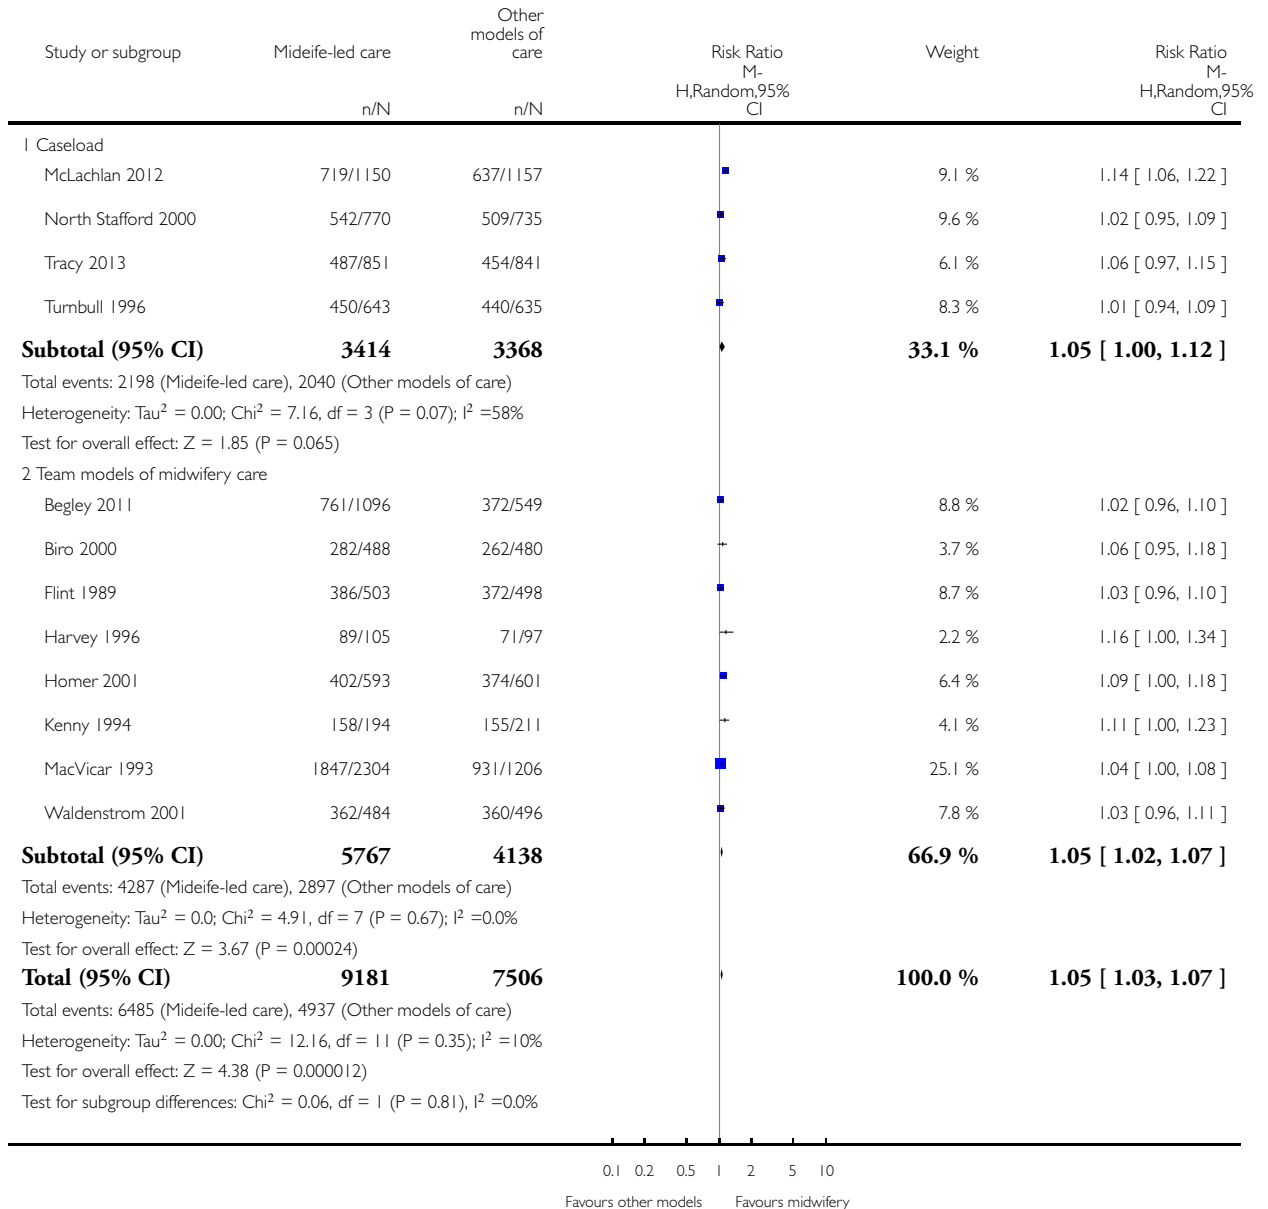 Study or subgroup Mideife-led care Other models of care Risk Ratio Weight Risk Ratio
n/N n/N M-H,Random,95% CI M-H,Random,95% CI
1 Caseload
McLachlan 2012 719/1150 637/1157 9.1 % 1.14 [ 1.06, 1.22 ]
North Stafford 2000 542/770 509/735 9.6 % 1.02 [ 0.95, 1.09 ]
Tracy 2013 487/851 454/841 6.1 % 1.06 [ 0.97, 1.15 ]
Turnbull 1996 450/643 440/635 8.3 % 1.01 [ 0.94, 1.09 ]
Subtotal (95% CI) 3414 3368 33.1 % 1.05 [ 1.00, 1.12 ]
Total events: 2198 (Mideife-led care), 2040 (Other models of care)
Heterogeneity: Tau² = 0.00; Chi² = 7.16, df = 3 (P = 0.07); I² =58%
Test for overall effect: Z = 1.85 (P = 0.065)
2 Team models of midwifery care
Begley 2011 761/1096 372/549 8.8 % 1.02 [ 0.96, 1.10 ]
Biro 2000 282/488 262/480 3.7 % 1.06 [ 0.95, 1.18 ]
Flint 1989 386/503 372/498 8.7 % 1.03 [ 0.96, 1.10 ]
Harvey 1996 89/105 71/97 2.2 % 1.16 [ 1.00, 1.34 ]
Homer 2001 402/593 374/601 6.4 % 1.09 [ 1.00, 1.18 ]
Kenny 1994 158/194 155/211 4.1 % 1.11 [ 1.00, 1.23 ]
MacVicar 1993 1847/2304 931/1206 25.1 % 1.04 [ 1.00, 1.08 ]
Waldenstrom 2001 362/484 360/496 7.8 % 1.03 [ 0.96, 1.11 ]
Subtotal (95% CI) 5767 4138 66.9 % 1.05 [ 1.02, 1.07 ]
Total events: 4287 (Mideife-led care), 2897 (Other models of care)
Heterogeneity: Tau² = 0.0; Chi² = 4.91, df = 7 (P = 0.67); I² =0.0%
Test for overall effect: Z = 3.67 (P = 0.00024)
Total (95% CI) 9181 7506 100.0 % 1.05 [ 1.03, 1.07 ]
Total events: 6485 (Mideife-led care), 4937 (Other models of care)
Heterogeneity: Tau² = 0.00; Chi² = 12.16, df = 11 (P = 0.35); I² =10%
Test for overall effect: Z = 4.38 (P = 0.000012)
Test for subgroup differences: Chi² = 0.06, df = 1 (P = 0.81), I² =0.0%
0.1 0.2 0.5 1 2 5 10
Favours other models Favours midwifery